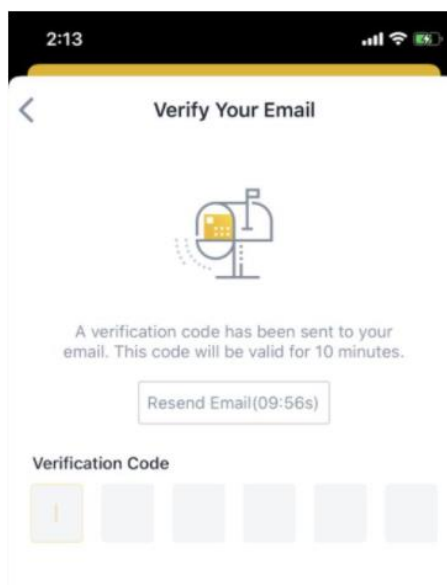 2:13
Verify Your Email
A verification code has been sent to your
email. This code will be valid for 10 minutes.
Resend Email(09:56s)
Verification Code